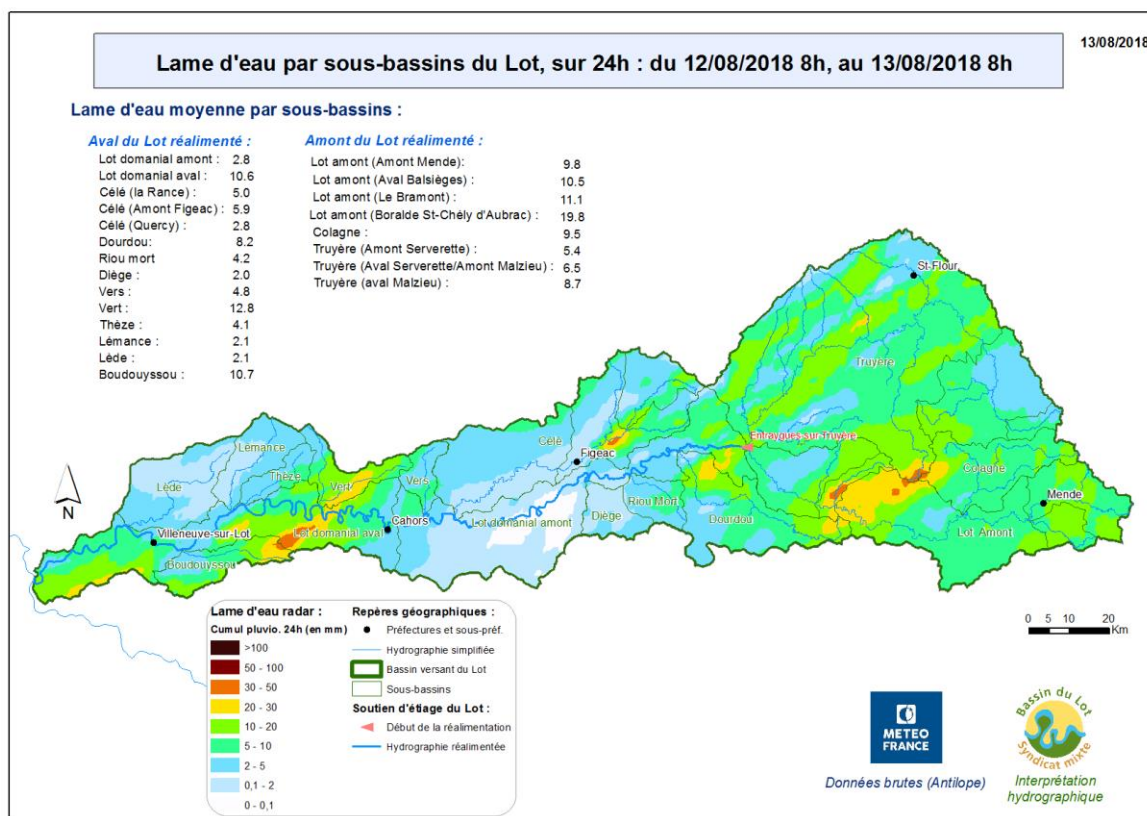 13/08/2018
Lame d'eau par sous-bassins du Lot, sur 24h : du 12/08/2018 8h, au 13/08/2018 8h
Lame d'eau moyenne par sous-bassins :
Aval du Lot réalimenté :
Lot domanial amont : 2.8
Lot domanial aval : 10.6
Célé (la Rance) : 5.0
Célé (Amont Figeac) : 5.9
Célé (Quercy) : 2.8
Dourdou: 8.2
Riou mort 4.2
Diège : 2.0
Vers : 4.8
Vert : 12.8
Thèze : 4.1
Lémance : 2.1
Lède : 2.1
Boudouyssou : 10.7
Amont du Lot réalimenté :
Lot amont (Amont Mende): 9.8
Lot amont (Aval Balsièges) : 10.5
Lot amont (Le Bramont) : 11.1
Lot amont (Boralde St-Chély d'Aubrac) : 19.8
Colagne : 9.5
Truyère (Amont Serverette) : 5.4
Truyère (Aval Serverette/Amont Malzieu) : 6.5
Truyère (aval Malzieu) : 8.7
St-Flour
Truyère
Entraygues-sur-Truyère
Célé
Figeac
Lémance
Thèze
Vert
Vers
Lède
Colagne
Mende
Riou Mort
Diège
Dourdou
Lot domanial amont
Cahors
Lot domanial aval
Villeneuve-sur-Lot
Boudouyssou
Lot Amont
N
Lame d'eau radar :
Cumul pluvio. 24h (en mm)
>100
50 - 100
30 - 50
20 - 30
10 - 20
5 - 10
2 - 5
0,1 - 2
0 - 0,1
Repères géographiques :
Préfectures et sous-préf.
Hydrographie simplifiée
Bassin versant du Lot
Sous-bassins
Soutien d'étiage du Lot :
Début de la réalimentation
Hydrographie réalimentée
0 5 10 20
Km
METEO
FRANCE
Données brutes (Antilope)
Bassin du Lot
Syndicat mixte
Interprétation
hydrographique